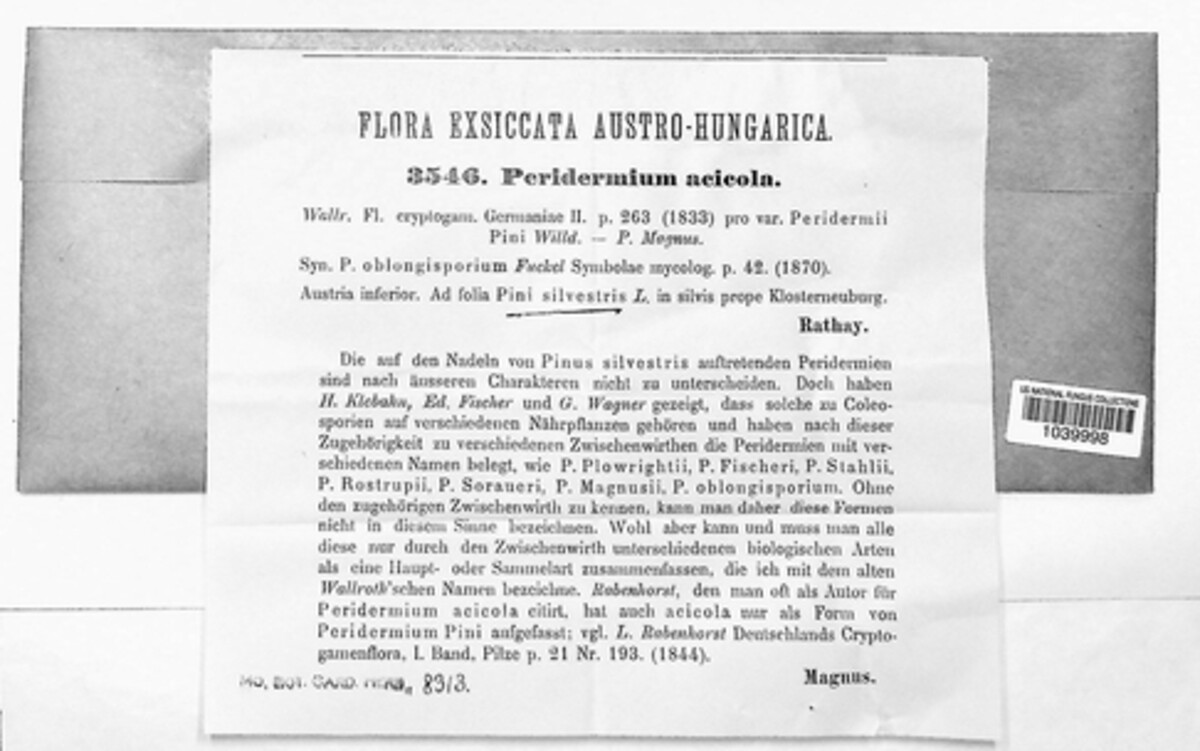 FLORA EXSICCATA AUSTRO-HUNGARICA.
3546. Peridermium acicola.
Wallr. Fl. cryptogam. Germaniae II. p. 263 (1833) pro var. Peridermii
Pini Willd. — P. Magnus.
Syn. P. oblongisporium Fuckel Symbolae mycolog. p. 42. (1870).
Austria inferior. Ad folia Pini silvestris L. in silvis prope Klosterneuburg.
Rathay.
Die auf den Nadeln von Pinus silvestris auftretenden Peridermien
sind nach äusseren Charakteren nicht zu unterscheiden. Doch haben
H. Klebahn, Ed. Fischer und G. Wagner gezeigt, dass solche zu Coleo-
sporien auf verschiedenen Nährpflanzen gehören und haben nach dieser
Zugehörigkeit zu verschiedenen Zwischenwirthen die Peridermien mit ver-
schiedenen Namen belegt, wie P. Plowrightii, P. Fischeri, P. Stahlii,
P. Rostrupii, P. Soraueri, P. Magnusii, P. oblongisporium. Ohne
den zugehörigen Zwischenwirth zu kennen, kann man daher diese Formen
nicht in diesem Sinne bezeichnen. Wohl aber kann und muss man alle
diese nur durch den Zwischenwirth unterschiedenen biologischen Arten
als eine Haupt- oder Sammelart zusammenfassen, die ich mit dem alten
Wallroth'schen Namen bezeichne. Rabenhorst, den man oft als Autor für
Peridermium acicola citirt, hat auch acicola nur als Form von
Peridermium Pini aufgefasst; vgl. L. Rabenhorst Deutschlands Crypto-
gamenflora, I. Band, Pilze p. 21 Nr. 193. (1844).
Magnus.
MO. BOT. GARD. HERB. 8913.
US NATIONAL FUNGUS COLLECTIONS
1039998